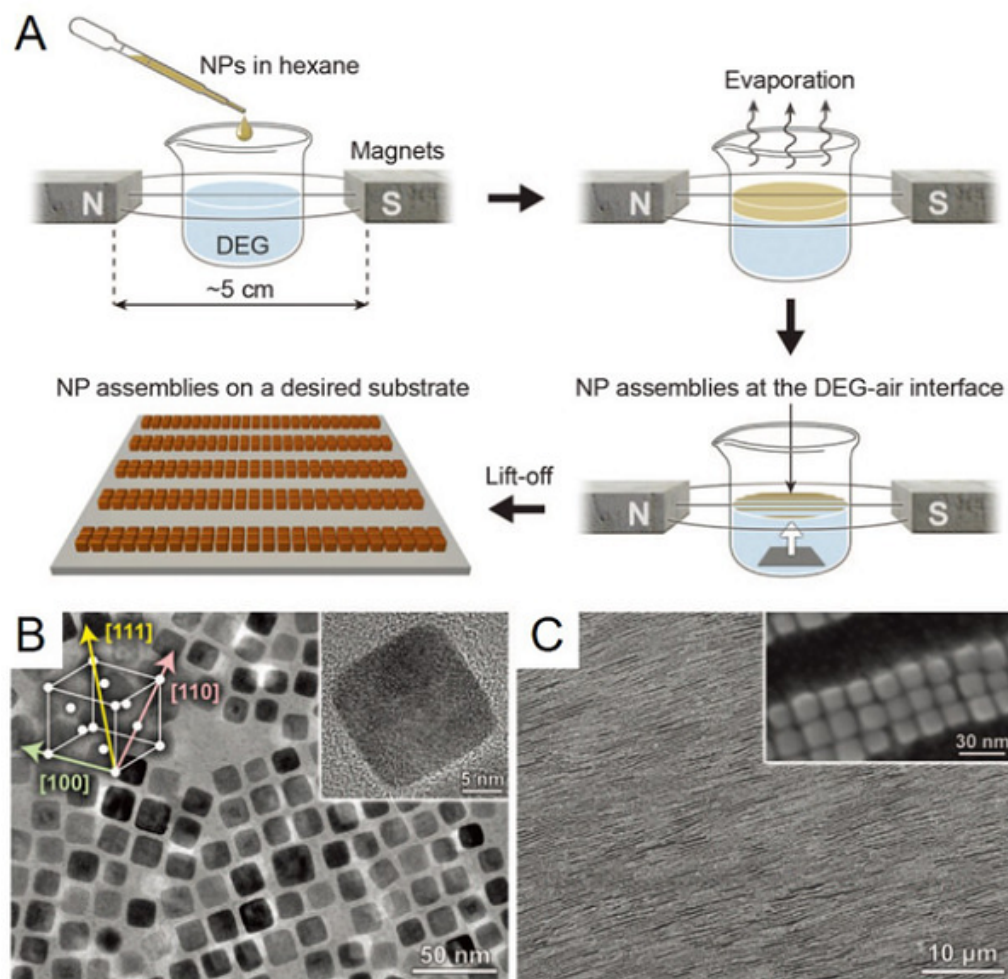 A
NPs in hexane
Magnets
N
S
DEG
~5 cm
Evaporation
N
S
NP assemblies at the DEG-air interface
N
S
Lift-off
NP assemblies on a desired substrate
B
[111]
[110]
[100]
5 nm
50 nm
C
30 nm
10 µm